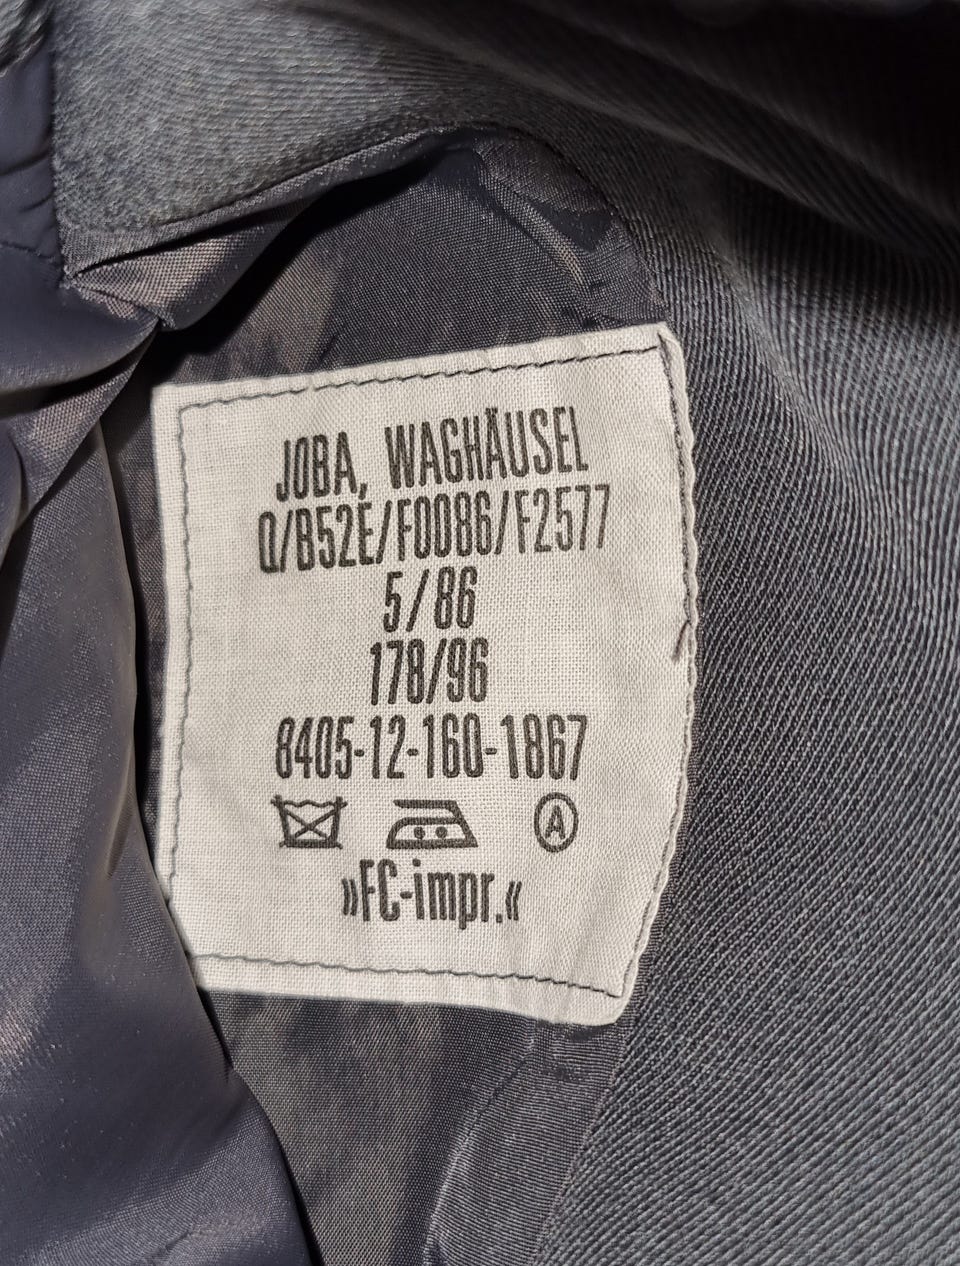 JOBA, WAGHÄUSEL
Q/B52E/F0086/F2577
5/86
178/96
8405-12-160-1867
A
»FC-impr.«